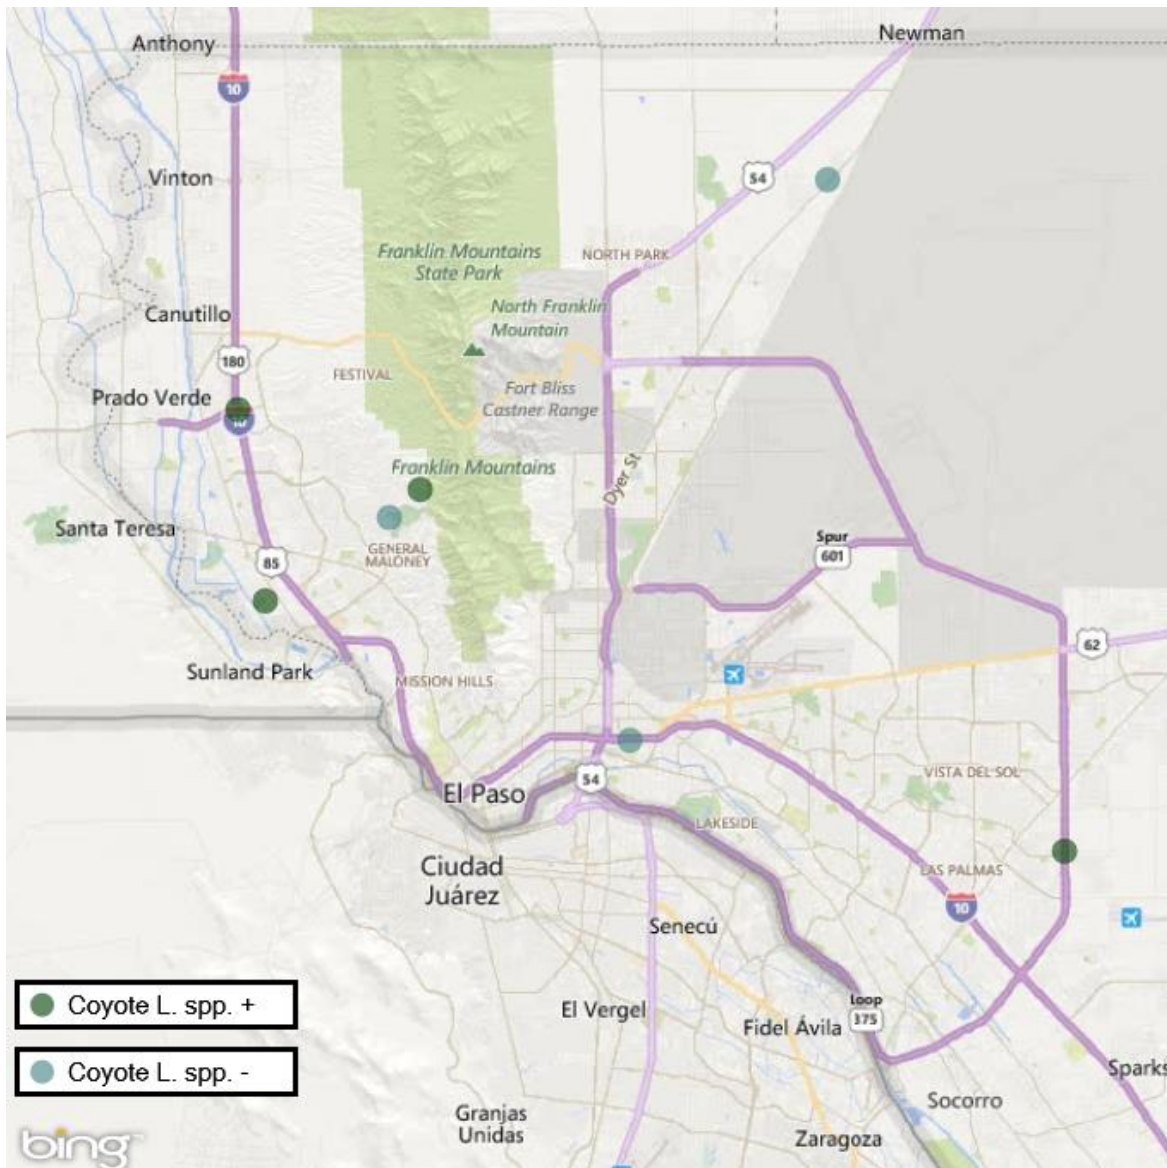 Newman
Anthony
10
Vinton
54
Franklin Mountains
State Park
NORTH PARK
Canutillo
North Franklin
Mountain
180
FESTIVAL
Prado Verde
Fort Bliss
Castner Range
10
Franklin Mountains
Dyer St
Santa Teresa
GENERAL
MALONEY
Spur
601
85
62
Sunland Park
MISSION HILLS
54
VISTA DEL SOL
El Paso
LAKESIDE
Ciudad
Juárez
LAS PALMAS
10
Senecú
Coyote L. spp. +
El Vergel
Loop
375
Fidel Ávila
Coyote L. spp. -
Sparks
Socorro
Granjas
Unidas
Zaragoza
bing